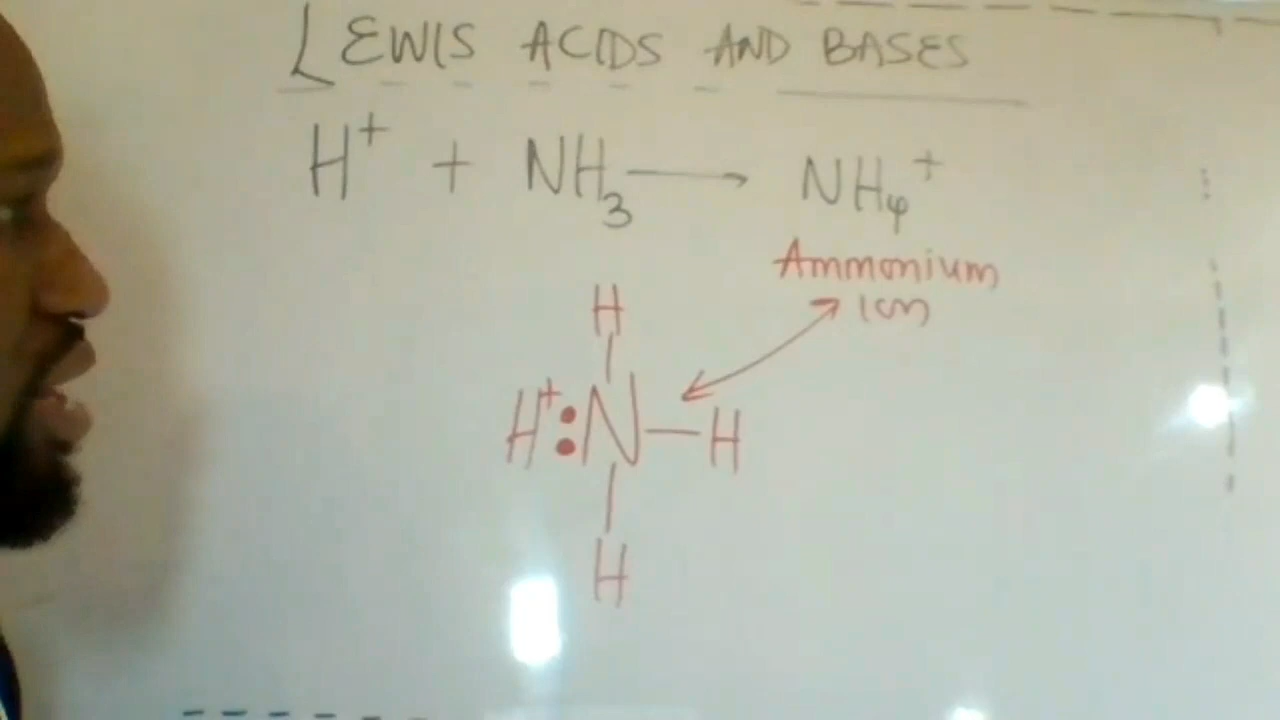 LEWIS ACIDS AND BASES
H⁺ + NH₃ → NH₄⁺
Ammonium
ion
H
H⁺:N—H
H